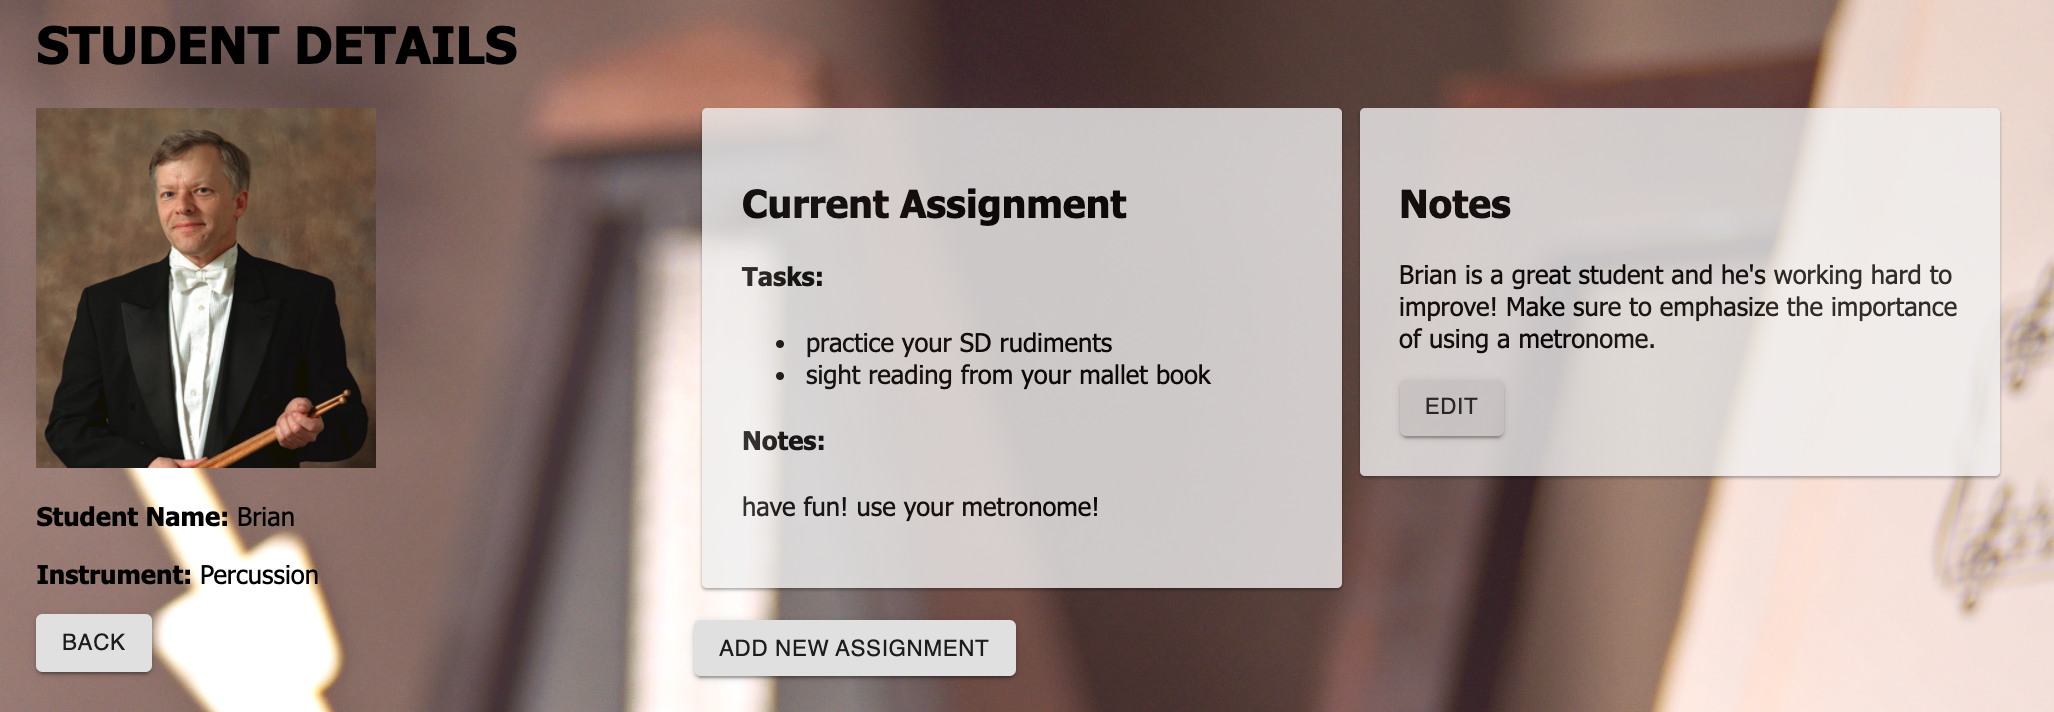 STUDENT DETAILS
Student Name: Brian
Instrument: Percussion
BACK
Current Assignment
Tasks:
• practice your SD rudiments
• sight reading from your mallet book
Notes:
have fun! use your metronome!
ADD NEW ASSIGNMENT
Notes
Brian is a great student and he's working hard to
improve! Make sure to emphasize the importance
of using a metronome.
EDIT